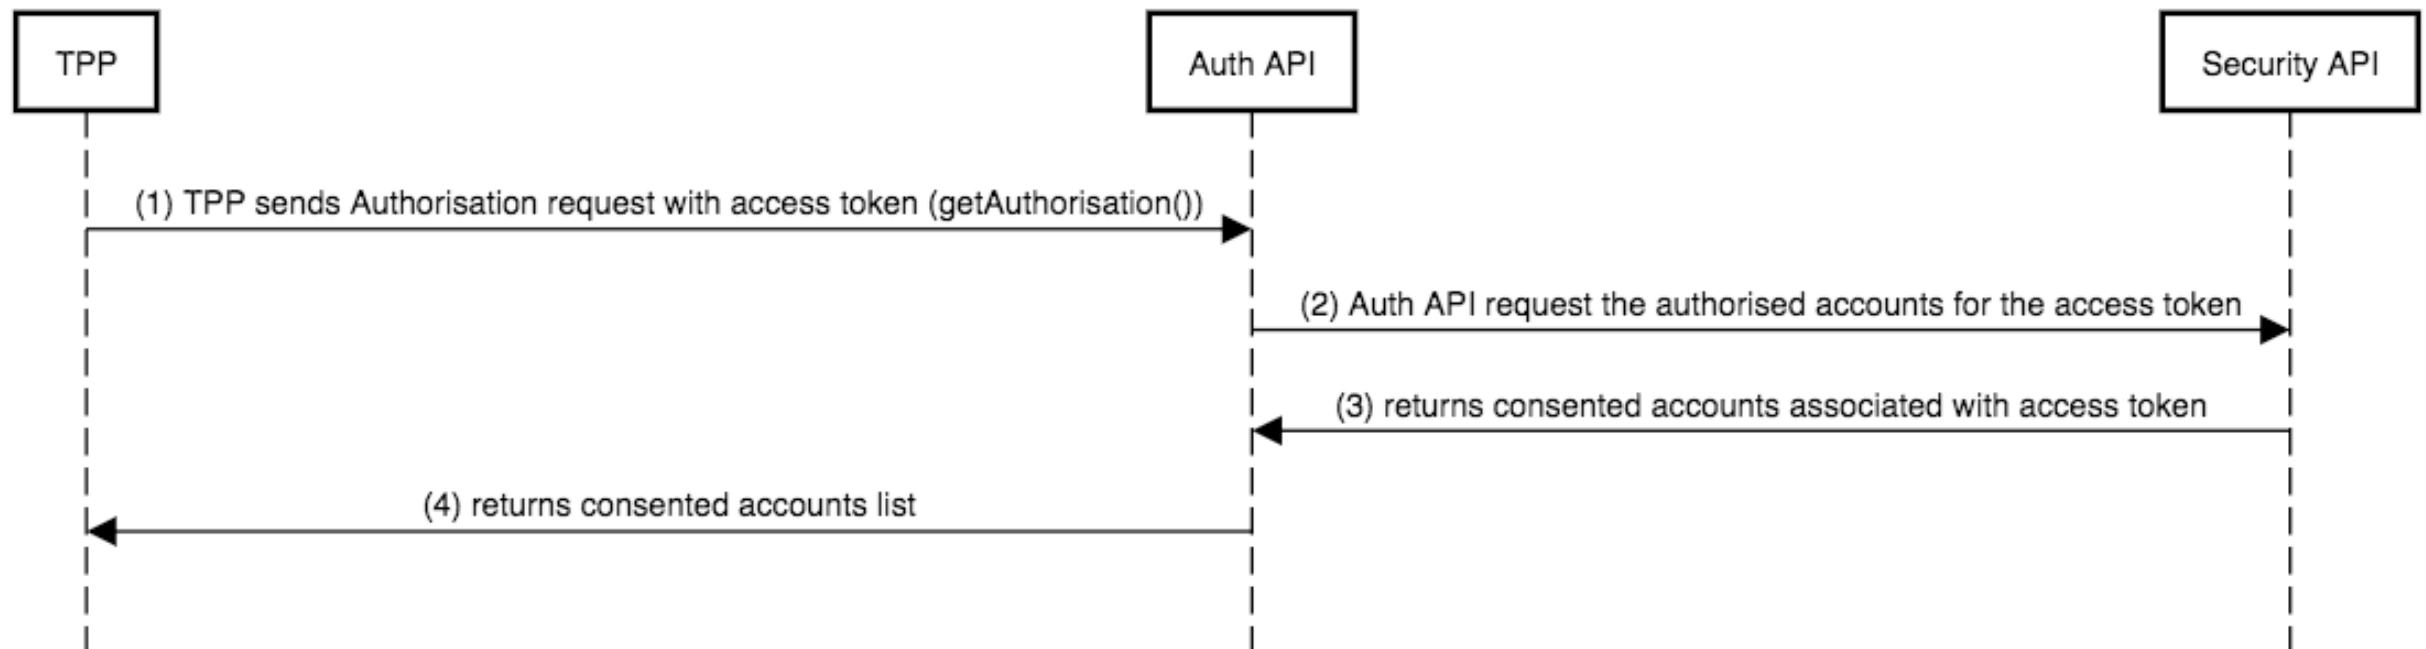 TPP
Auth API
Security API
(1) TPP sends Authorisation request with access token (getAuthorisation())
(2) Auth API request the authorised accounts for the access token
(3) returns consented accounts associated with access token
(4) returns consented accounts list